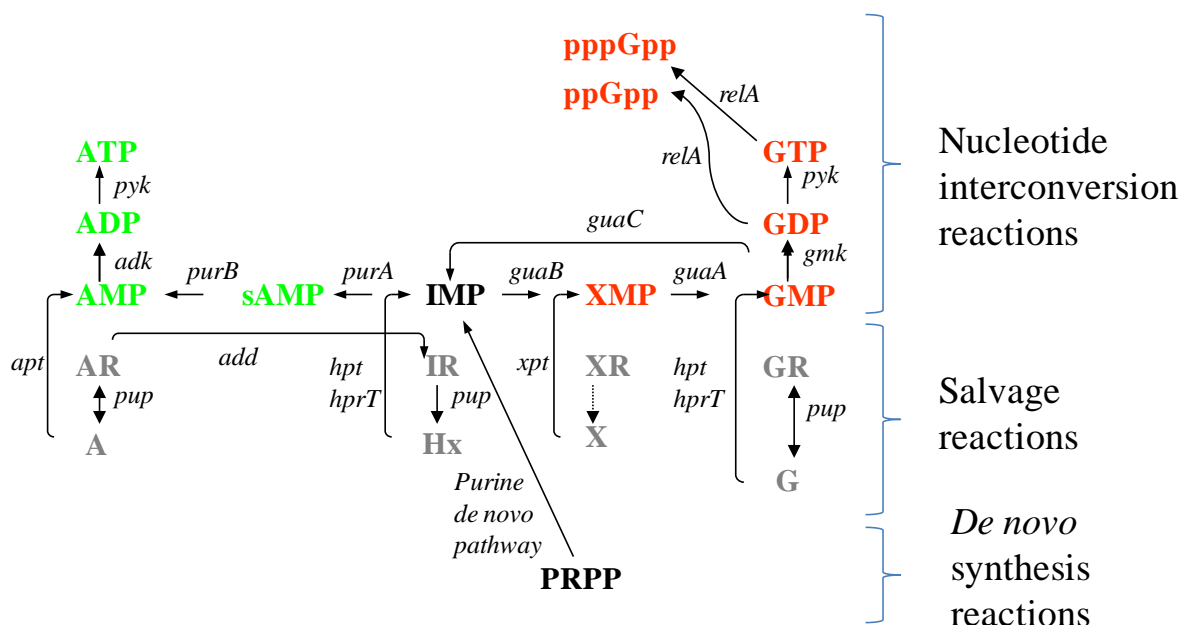 pppGpp
ppGpp
relA
relA
ATP
pyk
ADP
adk
AMP
purB
sAMP
purA
IMP
guaB
XMP
guaA
GMP
guaC
GTP
pyk
GDP
gmk
Nucleotide
interconversion
reactions
apt
AR
pup
A
add
hpt
hprT
IR
pup
Hx
xpt
XR
X
hpt
hprT
GR
pup
G
Salvage
reactions
Purine
de novo
pathway
PRPP
De novo
synthesis
reactions